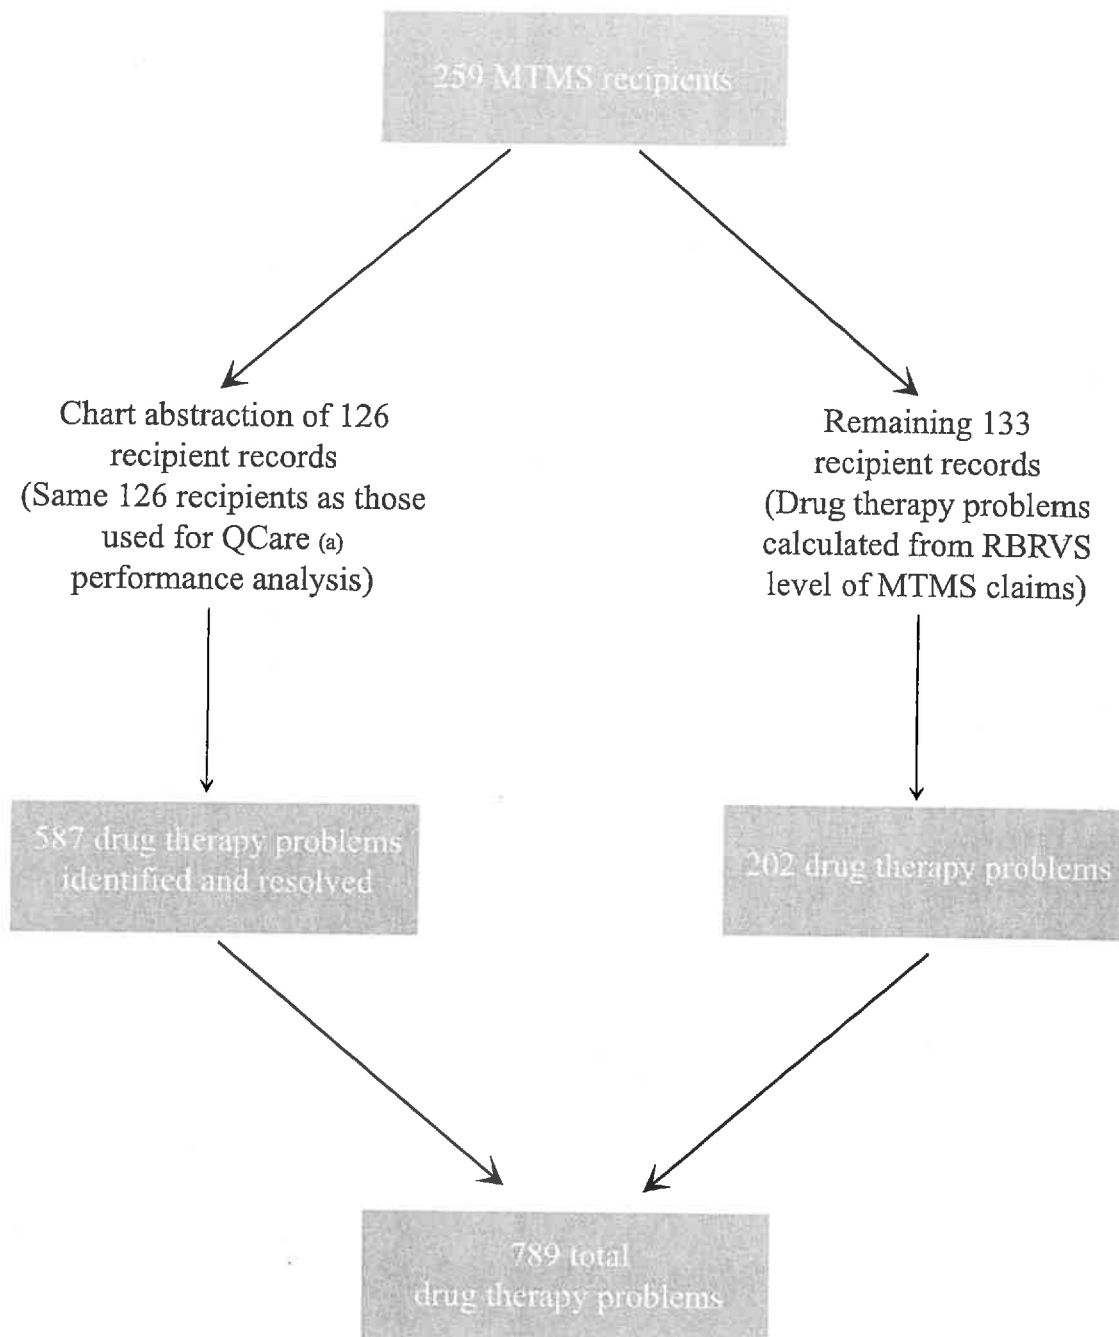 259 MTMS recipients
Chart abstraction of 126
recipient records
(Same 126 recipients as those
used for QCare (a)
performance analysis)
Remaining 133
recipient records
(Drug therapy problems
calculated from RBRVS
level of MTMS claims)
587 drug therapy problems
identified and resolved
202 drug therapy problems
789 total
drug therapy problems